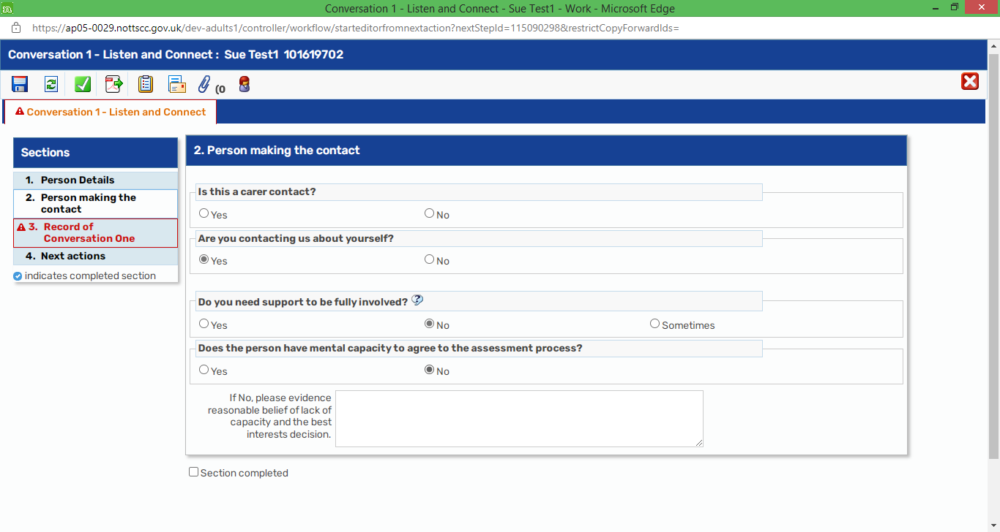 Conversation 1 - Listen and Connect - Sue Test1 - Work - Microsoft Edge
https://ap05-0029.nottscc.gov.uk/dev-adults1/controller/workflow/starteditorfromnextaction?nextStepId=115090298&restrictCopyForwardIds=
Conversation 1 - Listen and Connect : Sue Test1 101619702
(0
Conversation 1 - Listen and Connect
Sections
1. Person Details
2. Person making the
contact
3. Record of
Conversation One
4. Next actions
indicates completed section
2. Person making the contact
Is this a carer contact?
Yes No
Are you contacting us about yourself?
Yes No
Do you need support to be fully involved?
Yes No Sometimes
Does the person have mental capacity to agree to the assessment process?
Yes No
If No, please evidence
reasonable belief of lack of
capacity and the best
interests decision.
Section completed